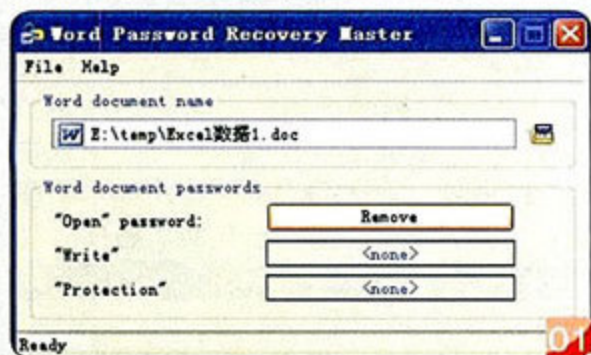 Word Password Recovery Master
File Help
Word document name
E:\temp\Excel数据1.doc
Word document passwords
"Open" password: Remove
"Write" <none>
"Protection" <none>
Ready
01